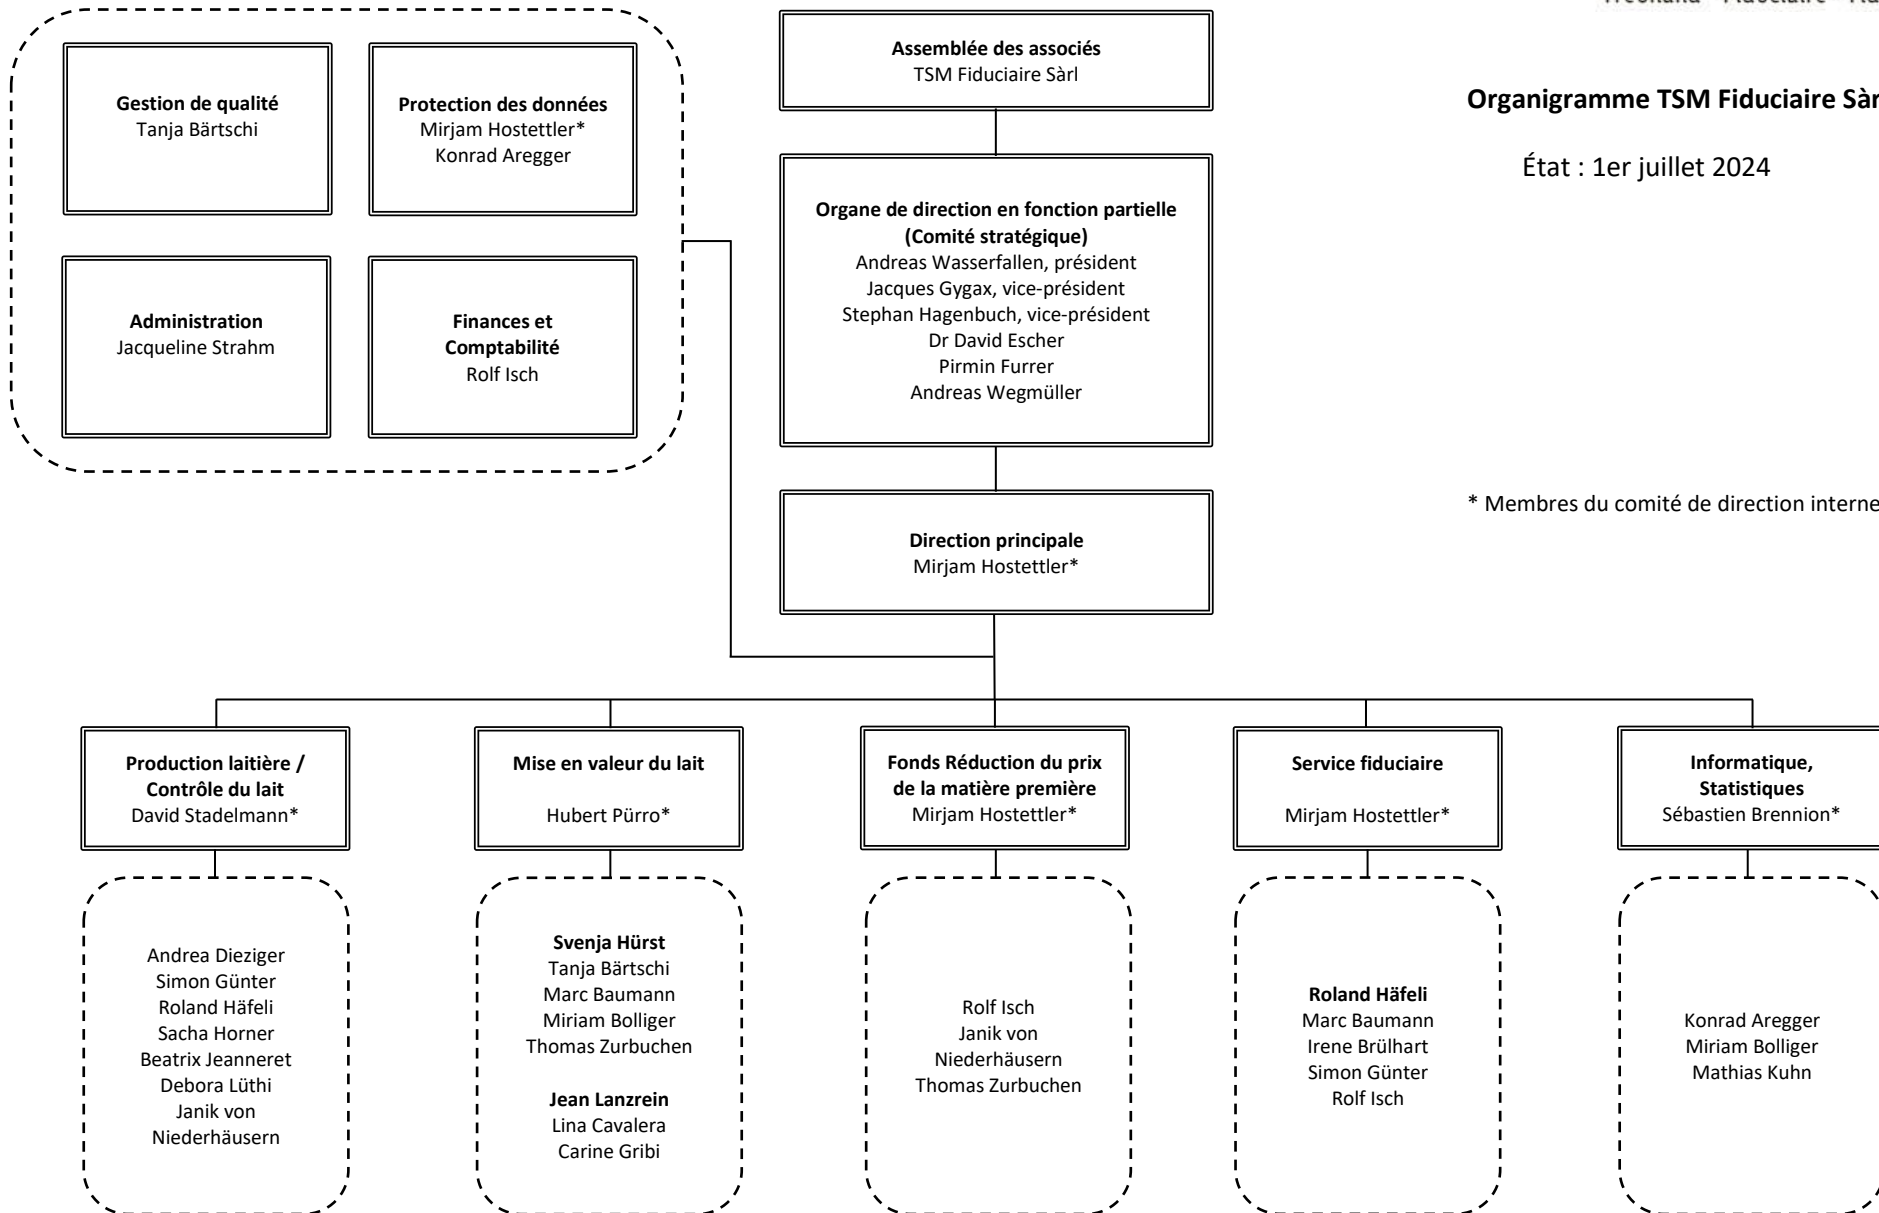 Gestion de qualité
Tanja Bärtschi
Protection des données
Mirjam Hostettler*
Konrad Aregger
Administration
Jacqueline Strahm
Finances et
Comptabilité
Rolf Isch
Assemblée des associés
TSM Fiduciaire Sàrl
Organe de direction en fonction partielle
(Comité stratégique)
Andreas Wasserfallen, président
Jacques Gygax, vice-président
Stephan Hagenbuch, vice-président
Dr David Escher
Pirmin Furrer
Andreas Wegmüller
Direction principale
Mirjam Hostettler*
Organigramme TSM Fiduciaire Sàr
État : 1er juillet 2024
* Membres du comité de direction interne
Production laitière /
Contrôle du lait
David Stadelmann*
Mise en valeur du lait
Hubert Pürro*
Fonds Réduction du prix
de la matière première
Mirjam Hostettler*
Service fiduciaire
Mirjam Hostettler*
Informatique,
Statistiques
Sébastien Brennion*
Andrea Dieziger
Simon Günter
Roland Häfeli
Sacha Horner
Beatrix Jeanneret
Debora Lüthi
Janik von
Niederhäusern
Svenja Hürst
Tanja Bärtschi
Marc Baumann
Miriam Bolliger
Thomas Zurbuchen
Jean Lanzrein
Lina Cavalera
Carine Gribi
Rolf Isch
Janik von
Niederhäusern
Thomas Zurbuchen
Roland Häfeli
Marc Baumann
Irene Brülhart
Simon Günter
Rolf Isch
Konrad Aregger
Miriam Bolliger
Mathias Kuhn